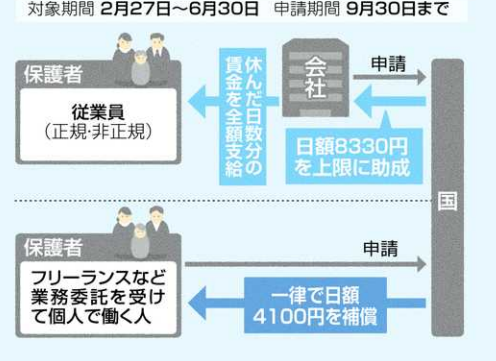 対象期間 2月27日～6月30日 申請期間 9月30日まで
保護者
従業員
(正規･非正規)
休んだ日数分の
賃金を全額支給
会社
申請
日額8330円
を上限に助成
国
保護者
フリーランスなど
業務委託を受け
て個人で働く人
申請
一律で日額
4100円を補償